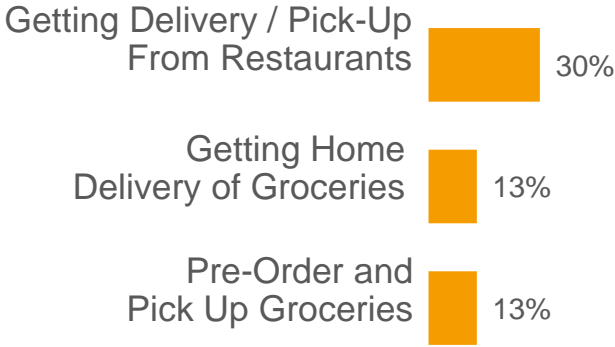 Getting Delivery / Pick-Up
From Restaurants
30%
Getting Home
Delivery of Groceries
13%
Pre-Order and
Pick Up Groceries
13%